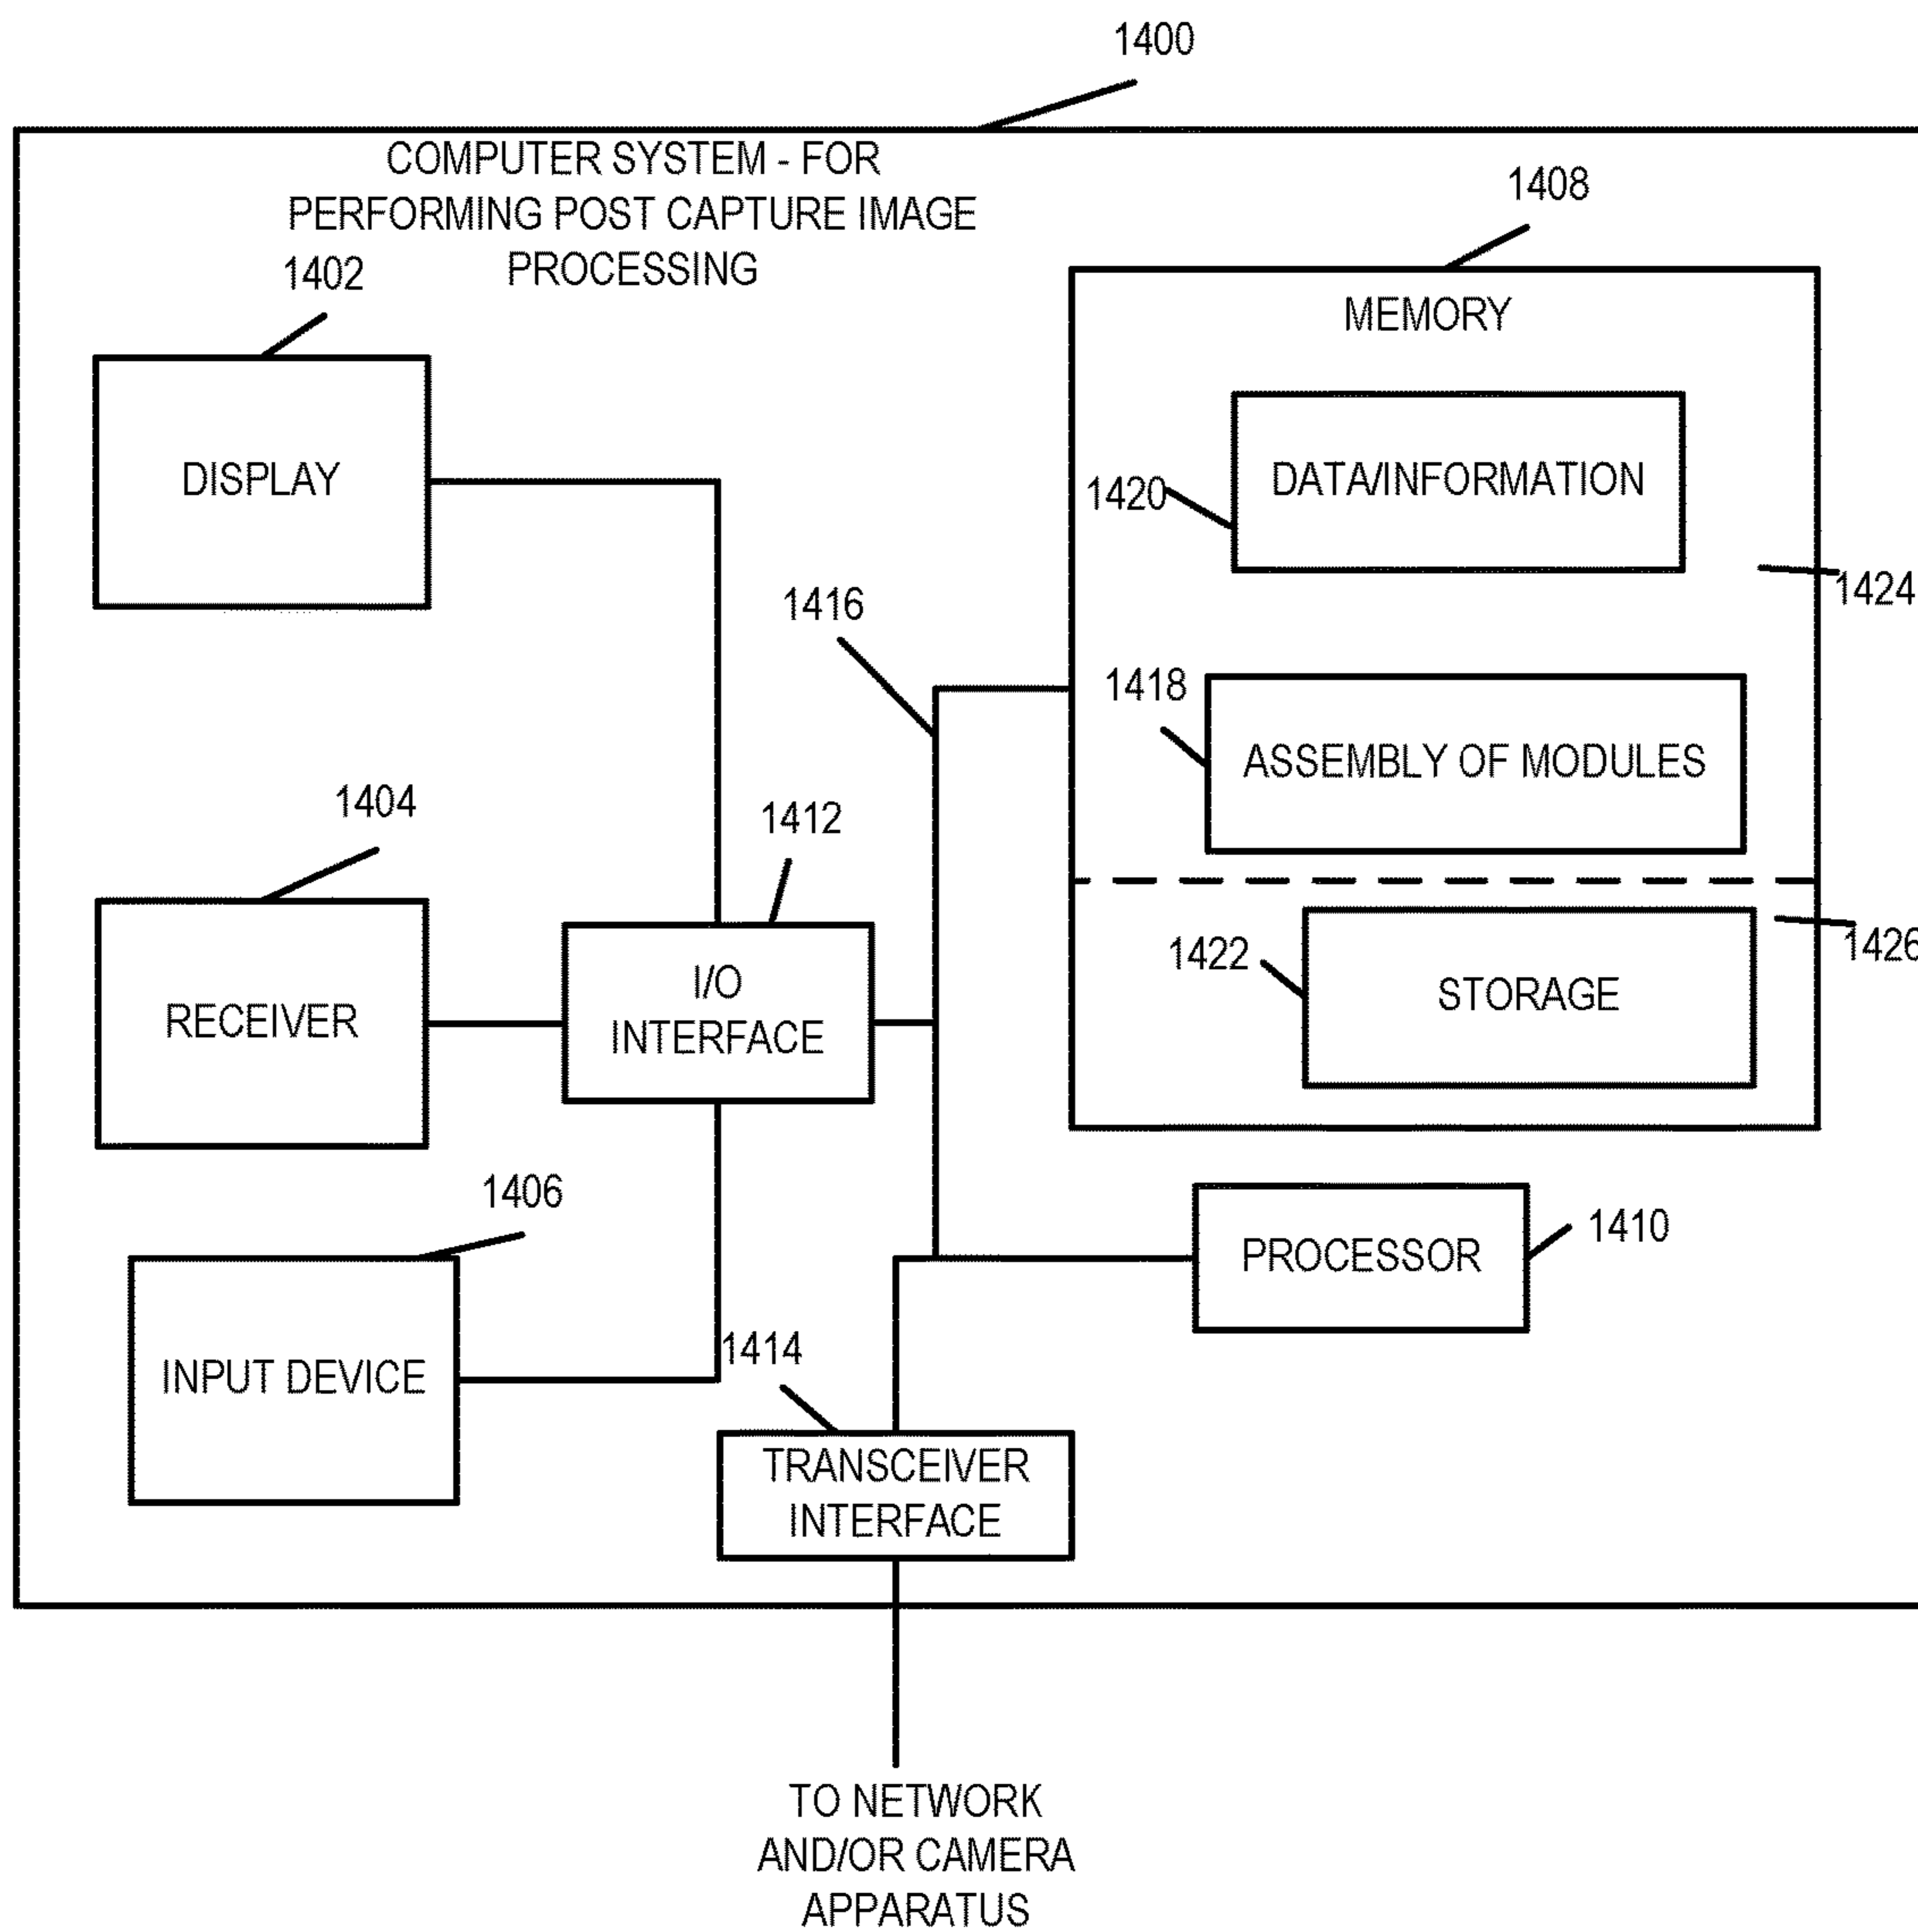 1400
COMPUTER SYSTEM - FOR
PERFORMING POST CAPTURE IMAGE
PROCESSING
1408
1402
MEMORY
DISPLAY
DATA/INFORMATION
1420
1424
1416
1418
ASSEMBLY OF MODULES
1404
1412
1426
1422
STORAGE
RECEIVER
I/O
INTERFACE
1406
1410
PROCESSOR
1414
INPUT DEVICE
TRANSCEIVER
INTERFACE
TO NETWORK
AND/OR CAMERA
APPARATUS